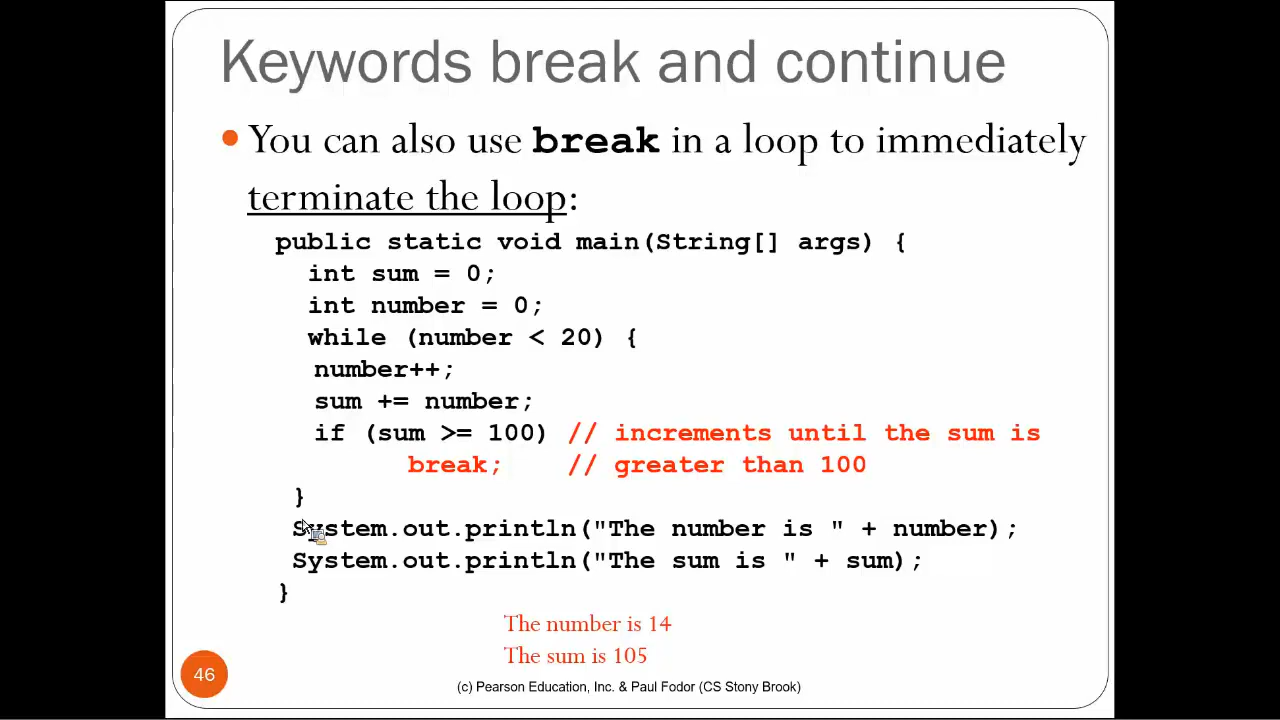 Keywords break and continue
• You can also use break in a loop to immediately
terminate the loop:
public static void main(String[] args) {
int sum = 0;
int number = 0;
while (number < 20) {
number++;
sum += number;
if (sum >= 100) // increments until the sum is
break; // greater than 100
}
System.out.println("The number is " + number);
System.out.println("The sum is " + sum);
}
The number is 14
The sum is 105
46
(c) Pearson Education, Inc. & Paul Fodor (CS Stony Brook)